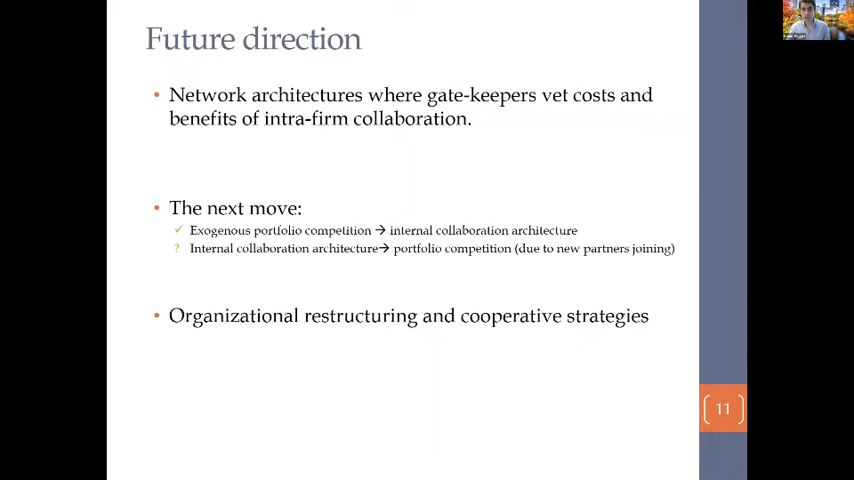 Future direction
• Network architectures where gate-keepers vet costs and
benefits of intra-firm collaboration.
• The next move:
✓ Exogenous portfolio competition → internal collaboration architecture
? Internal collaboration architecture→ portfolio competition (due to new partners joining)
• Organizational restructuring and cooperative strategies
11